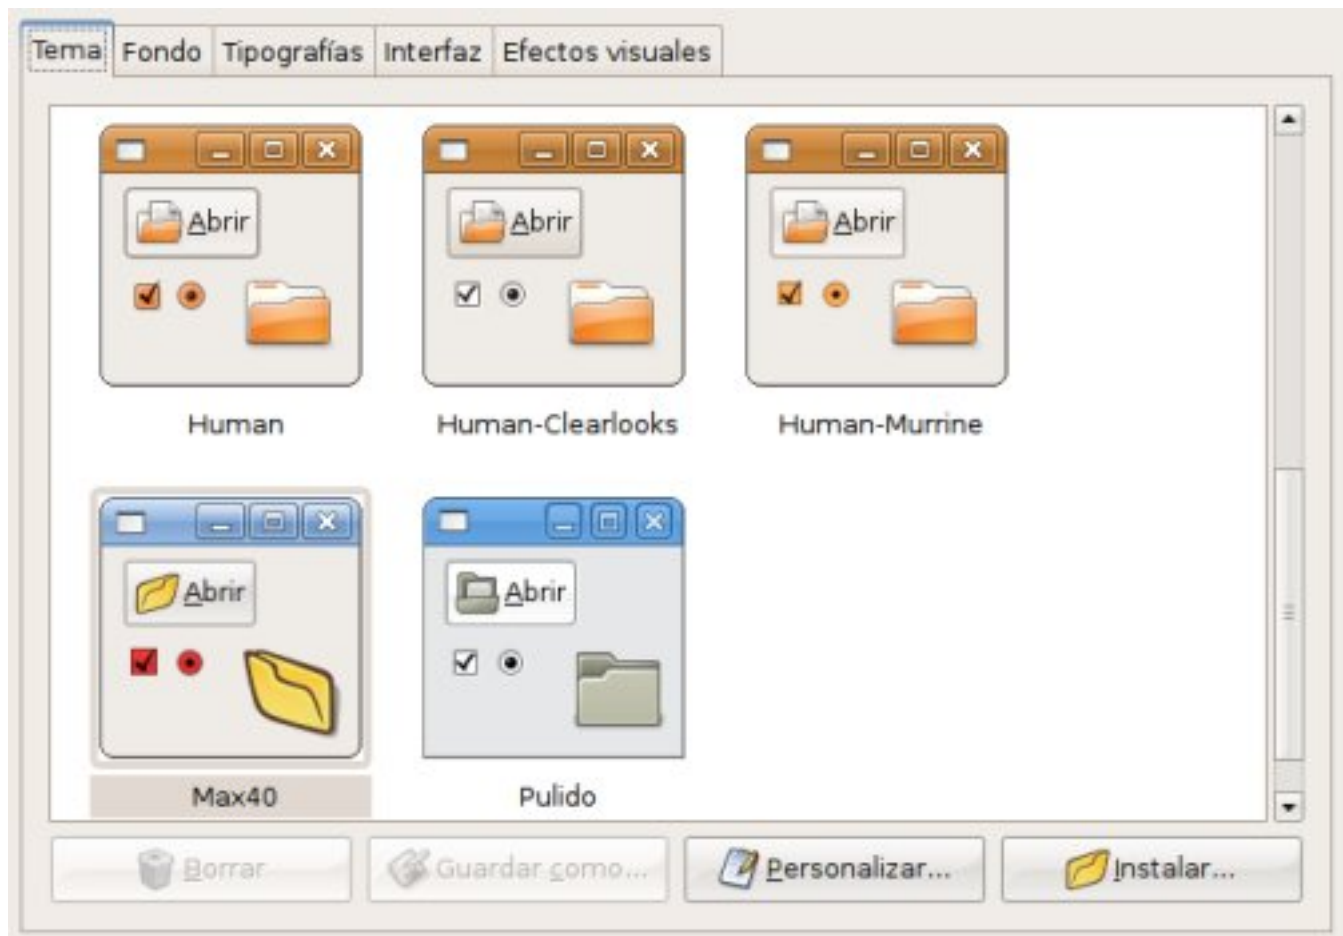 Tema Fondo Tipografías Interfaz Efectos visuales
Abrir Abrir Abrir
Human Human-Clearlooks Human-Murrine
Abrir Abrir
Max40 Pulido
Borrar Guardar como... Personalizar... Instalar...